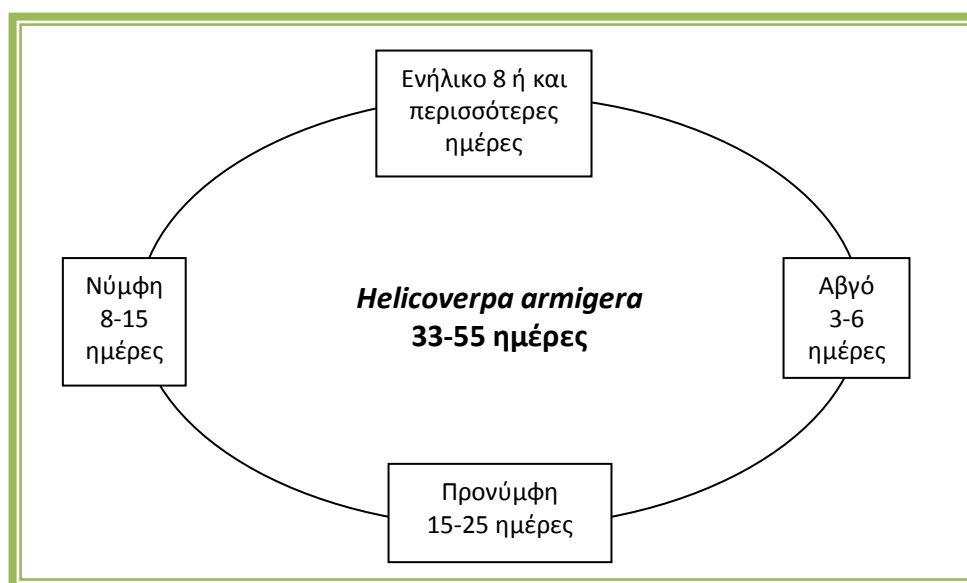 Ενήλικο 8 ή και
περισσότερες
ημέρες
Νύμφη
8-15
ημέρες
Helicoverpa armigera
33-55 ημέρες
Αβγό
3-6
ημέρες
Προνύμφη
15-25 ημέρες